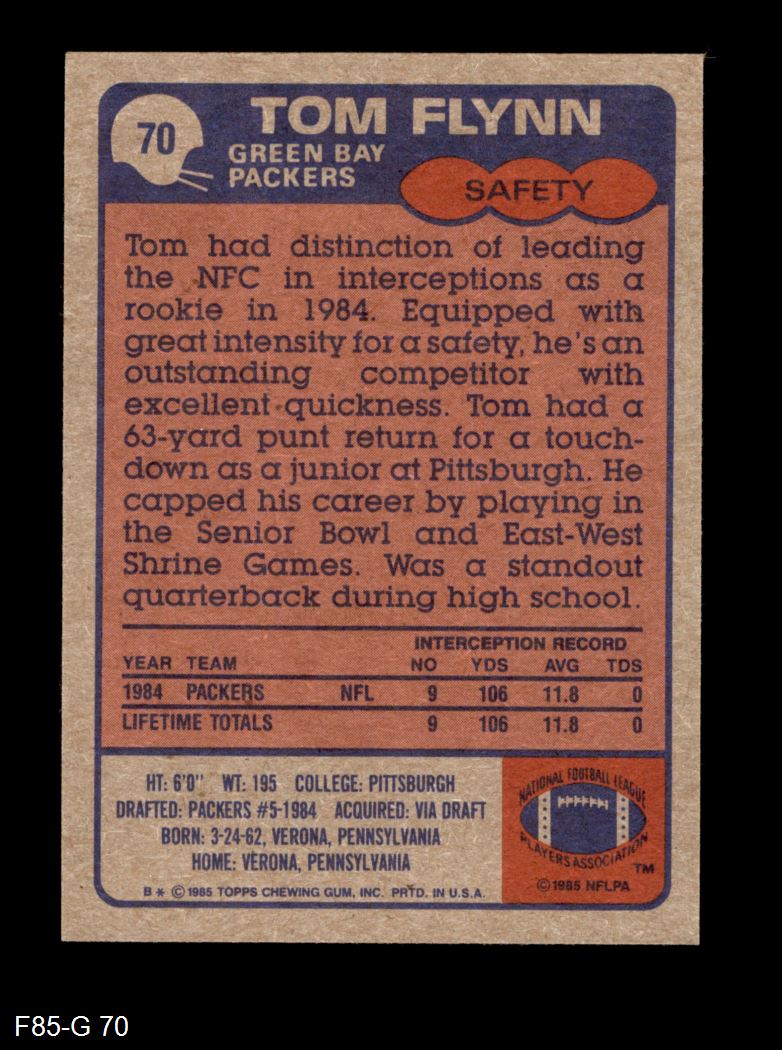 70
TOM FLYNN
GREEN BAY
PACKERS
SAFETY
Tom had distinction of leading
the NFC in interceptions as a
rookie in 1984. Equipped with
great intensity for a safety, he's an
outstanding competitor with
excellent quickness. Tom had a
63-yard punt return for a touch-
down as a junior at Pittsburgh. He
capped his career by playing in
the Senior Bowl and East-West
Shrine Games. Was a standout
quarterback during high school.
INTERCEPTION RECORD
YEAR TEAM NO YDS AVG TDS
1984 PACKERS NFL 9 106 11.8 0
LIFETIME TOTALS 9 106 11.8 0
HT: 6'0" WT: 195 COLLEGE: PITTSBURGH
DRAFTED: PACKERS #5-1984 ACQUIRED: VIA DRAFT
BORN: 3-24-62, VERONA, PENNSYLVANIA
HOME: VERONA, PENNSYLVANIA
B * © 1985 TOPPS CHEWING GUM, INC. PRTD. IN U.S.A.
NATIONAL FOOTBALL LEAGUE
PLAYERS ASSOCIATION
TM
© 1985 NFLPA
F85-G 70